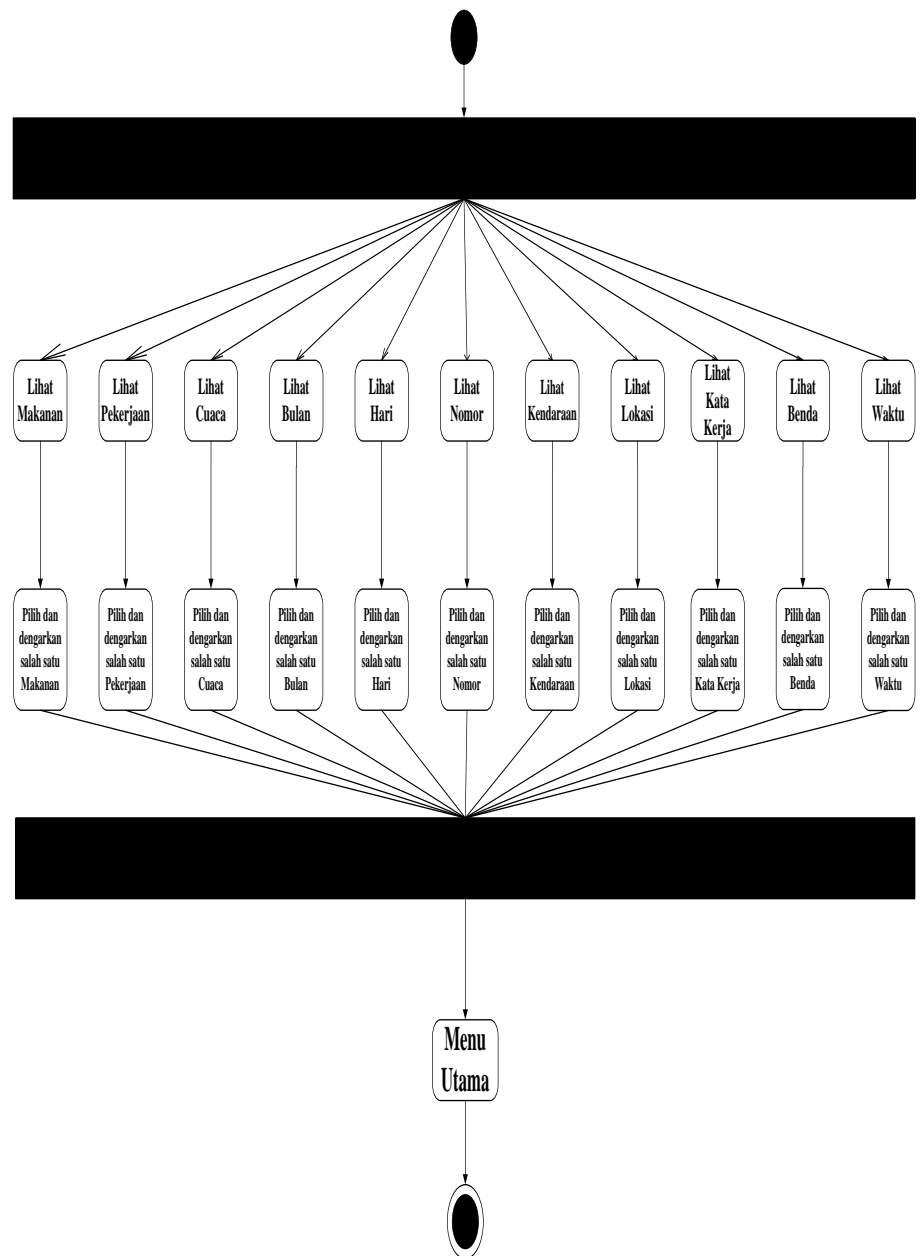 Lihat
Makanan
Lihat
Pekerjaan
Lihat
Cuaca
Lihat
Bulan
Lihat
Hari
Lihat
Nomor
Lihat
Kendaraan
Lihat
Lokasi
Lihat
Kata
Kerja
Lihat
Benda
Lihat
Waktu
Pilih dan
dengarkan
salah satu
Makanan
Pilih dan
dengarkan
salah satu
Pekerjaan
Pilih dan
dengarkan
salah satu
Cuaca
Pilih dan
dengarkan
salah satu
Bulan
Pilih dan
dengarkan
salah satu
Hari
Pilih dan
dengarkan
salah satu
Nomor
Pilih dan
dengarkan
salah satu
Kendaraan
Pilih dan
dengarkan
salah satu
Lokasi
Pilih dan
dengarkan
salah satu
Kata Kerja
Pilih dan
dengarkan
salah satu
Benda
Pilih dan
dengarkan
salah satu
Waktu
Menu
Utama